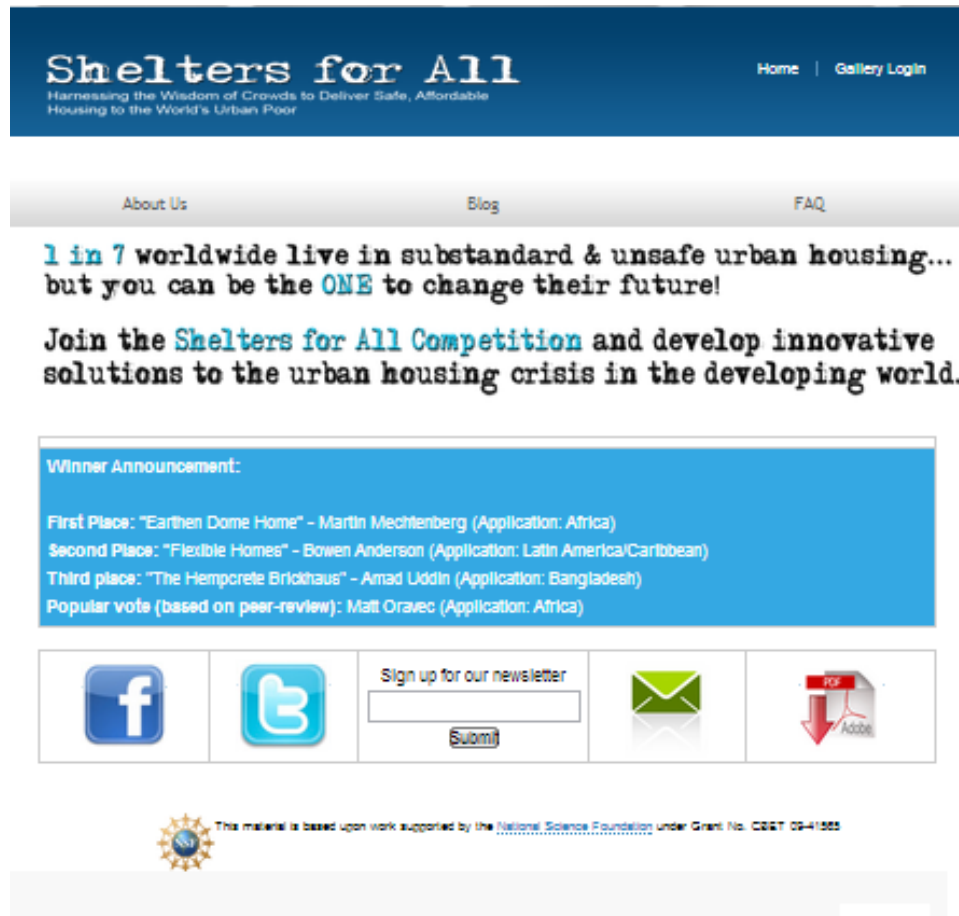 Shelters for All
Harnessing the Wisdom of Crowds to Deliver Safe, Affordable
Housing to the World's Urban Poor
Home | Gallery Login
About Us
Blog
FAQ
1 in 7 worldwide live in substandard & unsafe urban housing...
but you can be the ONE to change their future!
Join the Shelters for All Competition and develop innovative
solutions to the urban housing crisis in the developing world.
Winner Announcement:
First Place: "Earthen Dome Home" - Martin Mechtenberg (Application: Africa)
Second Place: "Flexible Homes" - Bowen Anderson (Application: Latin America/Caribbean)
Third place: "The Hempcrete Brickhaus" - Amad Uddin (Application: Bangladesh)
Popular vote (based on peer-review): Matt Oravec (Application: Africa)
f
t
Sign up for our newsletter
Submit
PDF
Adobe
NSF
This material is based upon work supported by the National Science Foundation under Grant No. CBET 09-41565